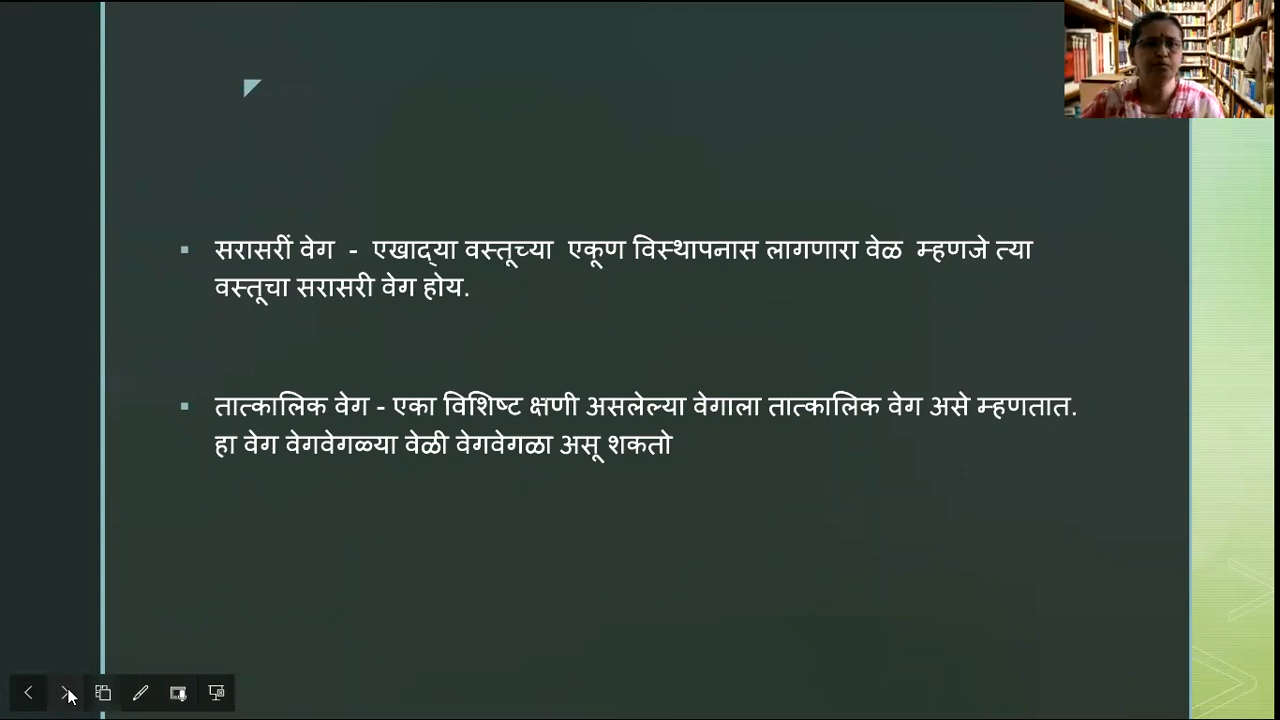 ▪ सरासरीं वेग - एखाद्या वस्तूच्या एकूण विस्थापनास लागणारा वेळ म्हणजे त्या
वस्तूचा सरासरी वेग होय.
▪ तात्कालिक वेग - एका विशिष्ट क्षणी असलेल्या वेगाला तात्कालिक वेग असे म्हणतात.
हा वेग वेगवेगळ्या वेळी वेगवेगळा असू शकतो